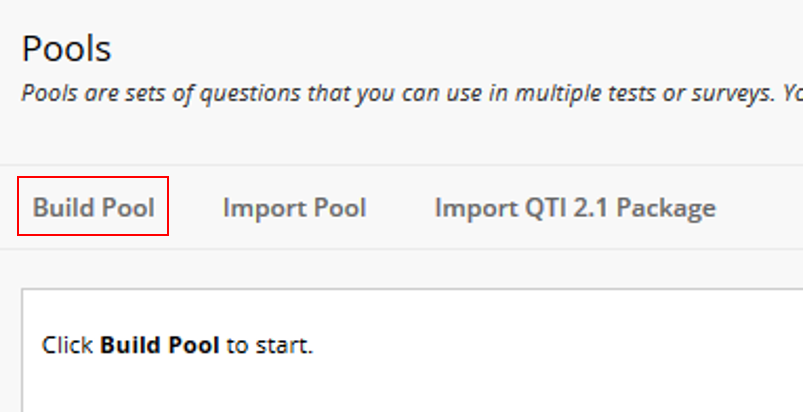 Pools
Pools are sets of questions that you can use in multiple tests or surveys.
Build Pool Import Pool Import QTI 2.1 Package
Click Build Pool to start.